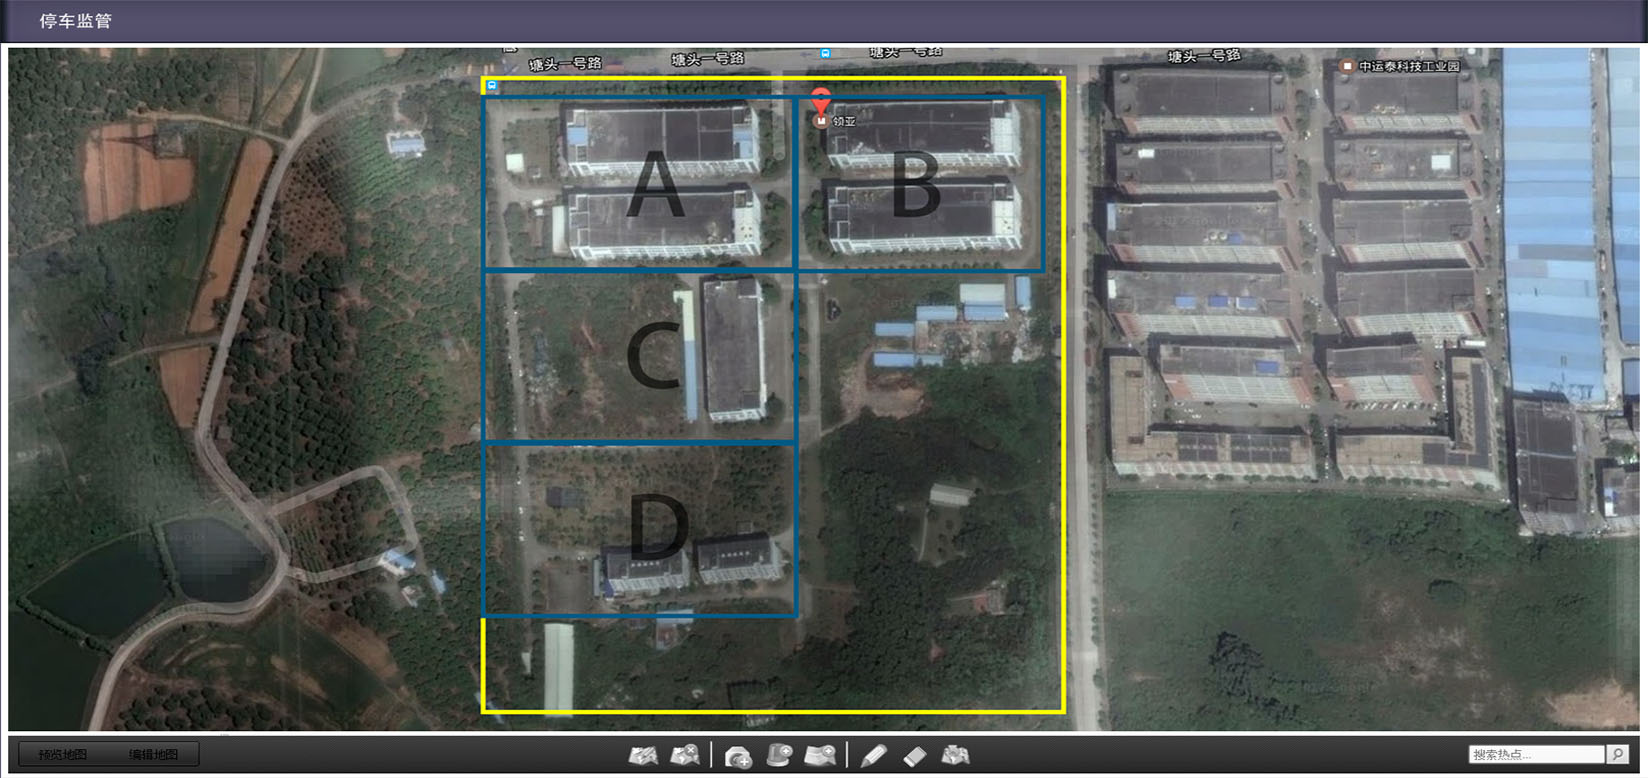 停车监管
塘头一号路
塘头一号路
塘头一号路
塘头一号路
中运泰科技工业园
领亚
A
B
C
D
预览地图
编辑地图
搜索热点...